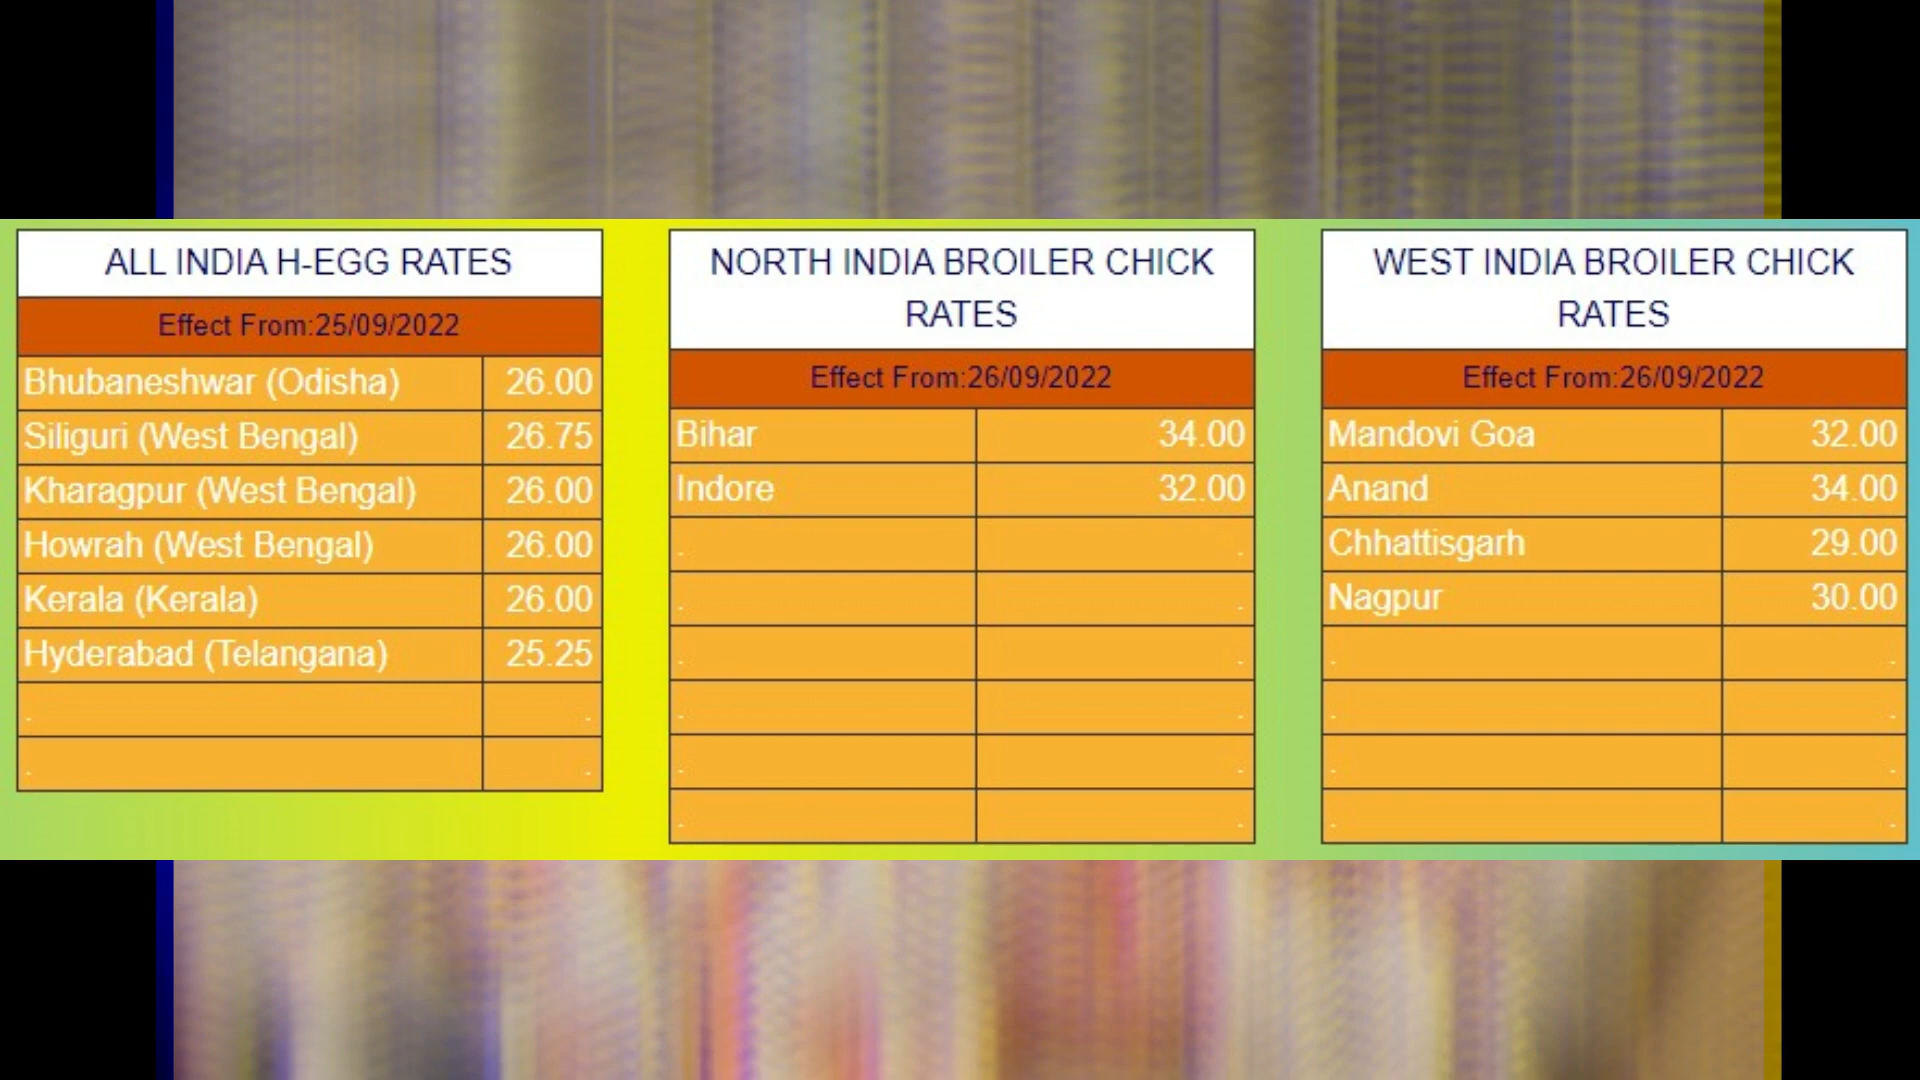 ALL INDIA H-EGG RATES
Effect From:25/09/2022
Bhubaneshwar (Odisha) 26.00
Siliguri (West Bengal) 26.75
Kharagpur (West Bengal) 26.00
Howrah (West Bengal) 26.00
Kerala (Kerala) 26.00
Hyderabad (Telangana) 25.25
. .
. .
NORTH INDIA BROILER CHICK
RATES
Effect From:26/09/2022
Bihar 34.00
Indore 32.00
. .
. .
. .
. .
. .
. .
WEST INDIA BROILER CHICK
RATES
Effect From:26/09/2022
Mandovi Goa 32.00
Anand 34.00
Chhattisgarh 29.00
Nagpur 30.00
. .
. .
. .
. .